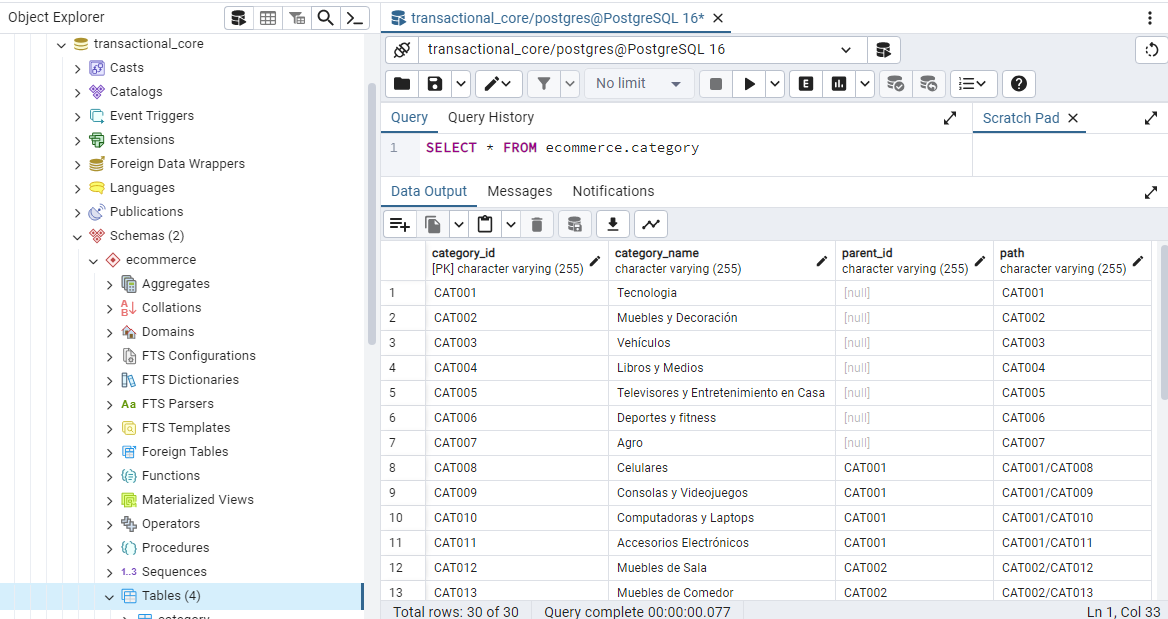 Object Explorer
transactional_core
Casts
Catalogs
Event Triggers
Extensions
Foreign Data Wrappers
Languages
Publications
Schemas (2)
ecommerce
Aggregates
Collations
Domains
FTS Configurations
FTS Dictionaries
Aa FTS Parsers
FTS Templates
Foreign Tables
Functions
Materialized Views
Operators
Procedures
1..3 Sequences
Tables (4)
category
transactional_core/postgres@PostgreSQL 16*
transactional_core/postgres@PostgreSQL 16
No limit
E
Query Query History
Scratch Pad
1 SELECT * FROM ecommerce.category
Data Output Messages Notifications
category_id category_name parent_id path
[PK] character varying (255) character varying (255) character varying (255) character varying (255)
1 CAT001 Tecnologia [null] CAT001
2 CAT002 Muebles y Decoración [null] CAT002
3 CAT003 Vehículos [null] CAT003
4 CAT004 Libros y Medios [null] CAT004
5 CAT005 Televisores y Entretenimiento en Casa [null] CAT005
6 CAT006 Deportes y fitness [null] CAT006
7 CAT007 Agro [null] CAT007
8 CAT008 Celulares CAT001 CAT001/CAT008
9 CAT009 Consolas y Videojuegos CAT001 CAT001/CAT009
10 CAT010 Computadoras y Laptops CAT001 CAT001/CAT010
11 CAT011 Accesorios Electrónicos CAT001 CAT001/CAT011
12 CAT012 Muebles de Sala CAT002 CAT002/CAT012
13 CAT013 Muebles de Comedor CAT002 CAT002/CAT013
Total rows: 30 of 30 Query complete 00:00:00.077 Ln 1, Col 33